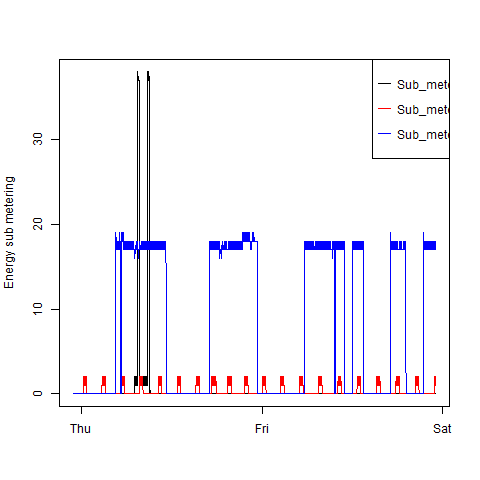 Sub_mete
Sub_mete
Sub_mete
Energy sub metering
0
10
20
30
Thu Fri Sat